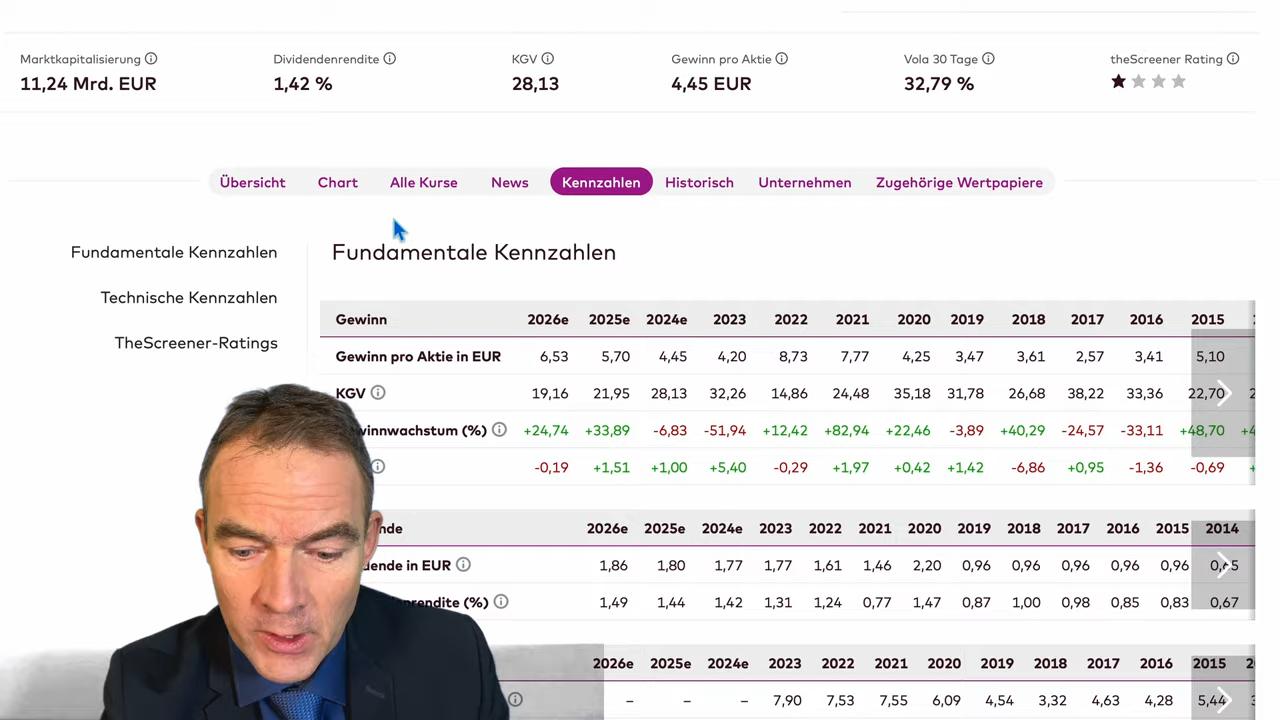 Marktkapitalisierung Dividendenrendite KGV Gewinn pro Aktie Vola 30 Tage theScreener Rating
11,24 Mrd. EUR 1,42 % 28,13 4,45 EUR 32,79 %
Übersicht Chart Alle Kurse News Kennzahlen Historisch Unternehmen Zugehörige Wertpapiere
Fundamentale Kennzahlen
Technische Kennzahlen
TheScreener-Ratings
Fundamentale Kennzahlen
Gewinn 2026e 2025e 2024e 2023 2022 2021 2020 2019 2018 2017 2016 2015
Gewinn pro Aktie in EUR 6,53 5,70 4,45 4,20 8,73 7,77 4,25 3,47 3,61 2,57 3,41 5,10
KGV 19,16 21,95 28,13 32,26 14,86 24,48 35,18 31,78 26,68 38,22 33,36 22,70
winnwachstum (%) +24,74 +33,89 -6,83 -51,94 +12,42 +82,94 +22,46 -3,89 +40,29 -24,57 -33,11 +48,70
-0,19 +1,51 +1,00 +5,40 -0,29 +1,97 +0,42 +1,42 -6,86 +0,95 -1,36 -0,69
nde 2026e 2025e 2024e 2023 2022 2021 2020 2019 2018 2017 2016 2015 2014
dende in EUR 1,86 1,80 1,77 1,77 1,61 1,46 2,20 0,96 0,96 0,96 0,96 0,96
nrendite (%) 1,49 1,44 1,42 1,31 1,24 0,77 1,47 0,87 1,00 0,98 0,85 0,83 0,67
2026e 2025e 2024e 2023 2022 2021 2020 2019 2018 2017 2016 2015
– – – 7,90 7,53 7,55 6,09 4,54 3,32 4,63 4,28 5,44